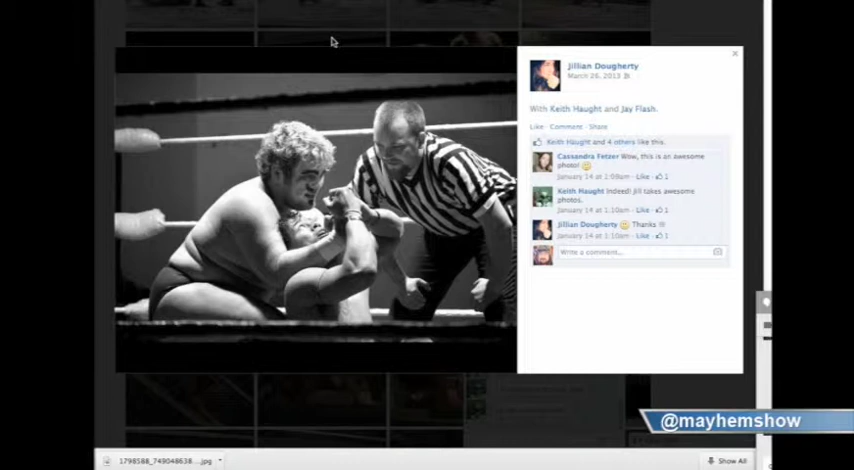 Jillian Dougherty
March 26, 2013
With Keith Haught and Jay Flash.
Like · Comment · Share
Keith Haught and 4 others like this.
Cassandra Fetzer Wow, this is an awesome
photo!
January 14 at 1:09am · Like · 1
Keith Haught Indeed! Jill takes awesome
photos.
January 14 at 1:10am · Like · 1
Jillian Dougherty Thanks !!!
January 14 at 1:10am · Like · 1
Write a comment...
@mayhemshow
1798588_749048638....jpg
Show All